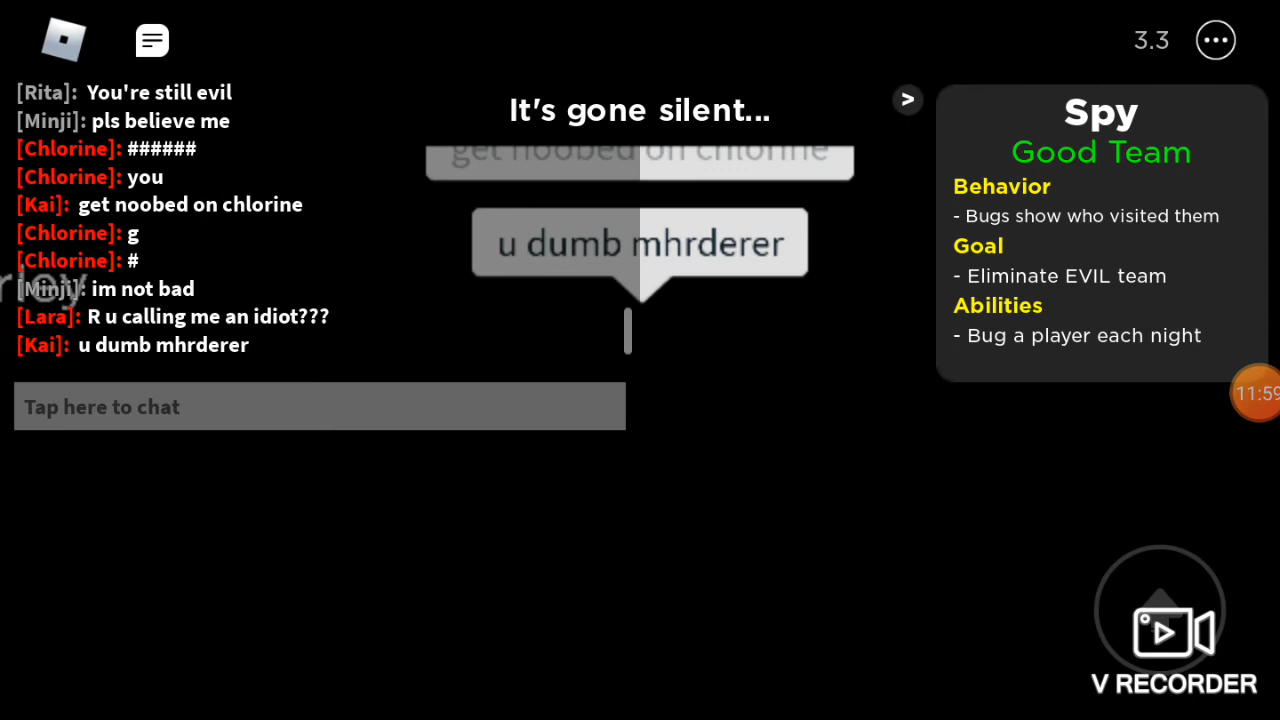 3.3
[Rita]: You're still evil
[Minji]: pls believe me
[Chlorine]: ######
[Chlorine]: you
[Kai]: get noobed on chlorine
[Chlorine]: g
[Chlorine]: #
[Minji]: im not bad
[Lara]: R u calling me an idiot???
[Kai]: u dumb mhrderer
Tap here to chat
It's gone silent...
>
get noobed on chlorine
u dumb mhrderer
Spy
Good Team
Behavior
- Bugs show who visited them
Goal
- Eliminate EVIL team
Abilities
- Bug a player each night
11:59
V RECORDER